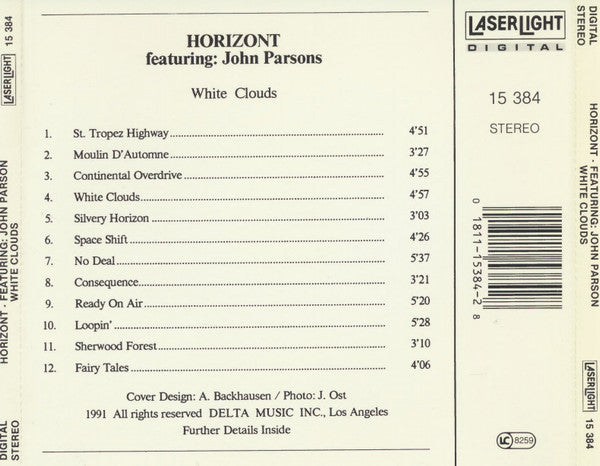 DIGITAL
STEREO
HORIZONT · FEATURING: JOHN PARSON
WHITE CLOUDS
LASERLIGHT
15 384
HORIZONT
featuring: John Parsons
White Clouds
1. St. Tropez Highway 4'51
2. Moulin D'Automne 3'27
3. Continental Overdrive 4'55
4. White Clouds 4'57
5. Silvery Horizon 3'03
6. Space Shift 4'26
7. No Deal 5'37
8. Consequence 3'21
9. Ready On Air 5'20
10. Loopin' 5'28
11. Sherwood Forest 3'10
12. Fairy Tales 4'06
Cover Design: A. Backhausen / Photo: J. Ost
1991 All rights reserved DELTA MUSIC INC., Los Angeles
Further Details Inside
LASERLIGHT
DIGITAL
15 384
STEREO
0 1811-15384-2 8
LC 8259
DIGITAL
STEREO
HORIZONT · FEATURING: JOHN PARSON
WHITE CLOUDS
LASERLIGHT
15 384